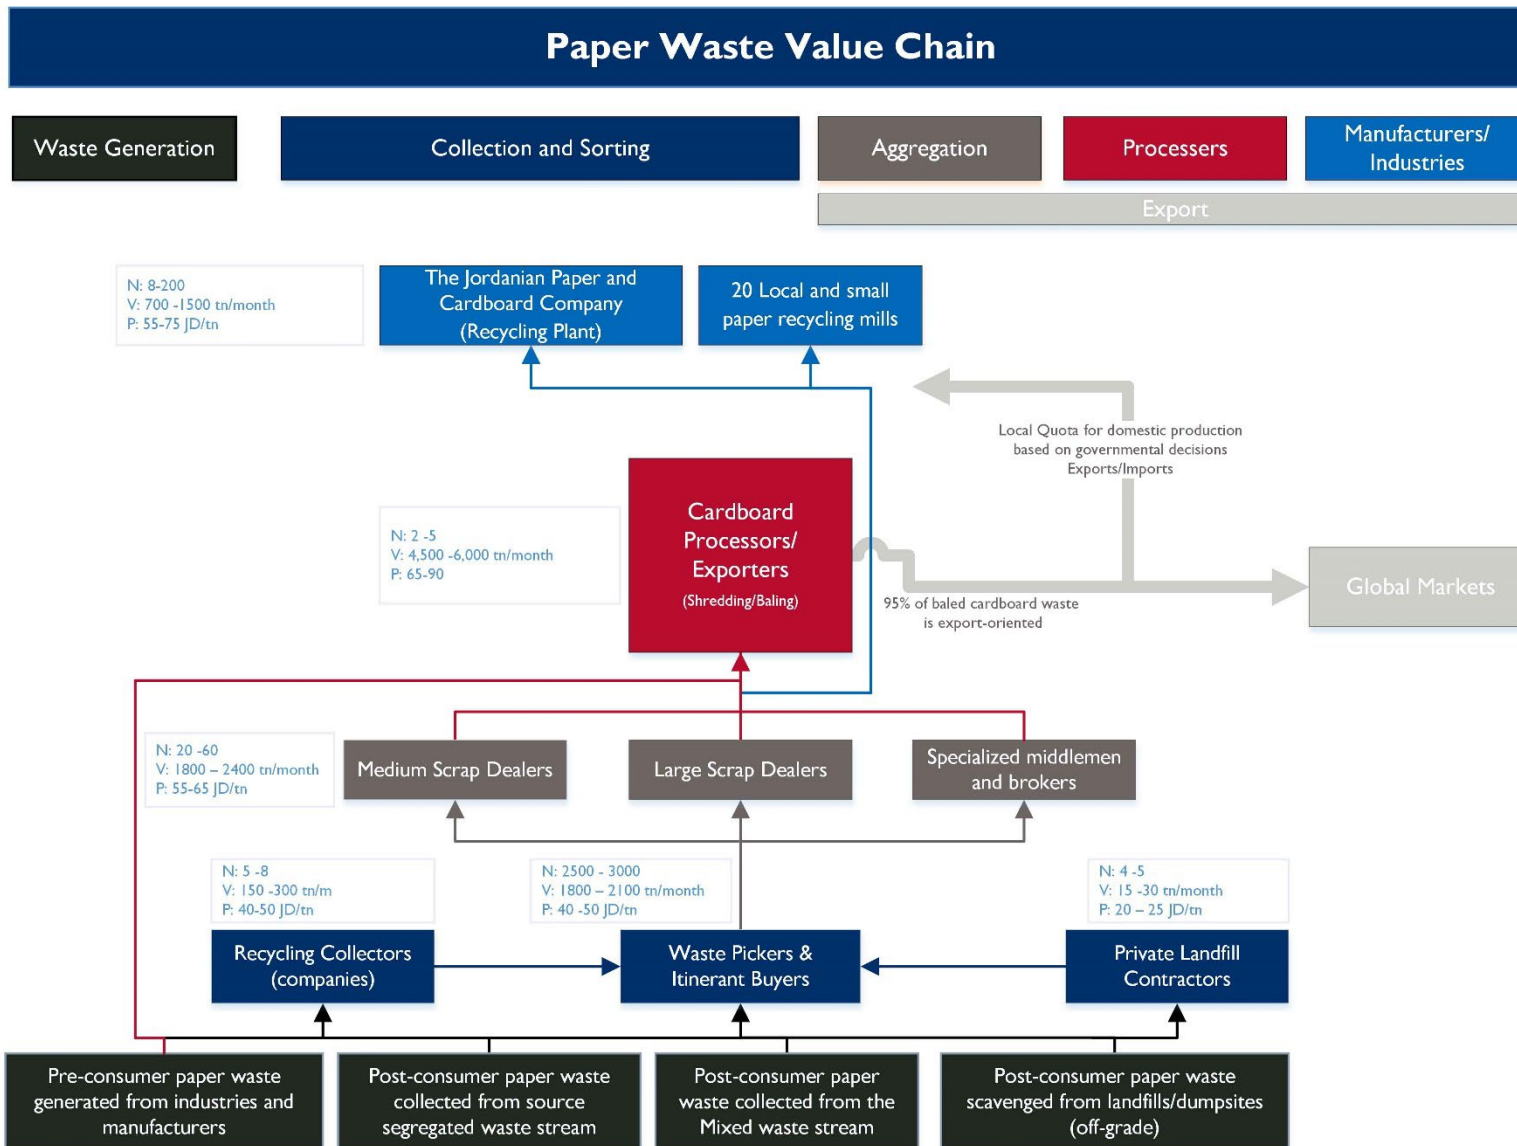 Paper Waste Value Chain
Waste Generation
Collection and Sorting
Aggregation
Processers
Manufacturers/
Industries
Export
N: 8-200
V: 700 -1500 tn/month
P: 55-75 JD/tn
The Jordanian Paper and
Cardboard Company
(Recycling Plant)
20 Local and small
paper recycling mills
Local Quota for domestic production
based on governmental decisions
Exports/Imports
N: 2 -5
V: 4,500 -6,000 tn/month
P: 65-90
Cardboard
Processors/
Exporters
(Shredding/Baling)
95% of baled cardboard waste
is export-oriented
Global Markets
N: 20 -60
V: 1800 – 2400 tn/month
P: 55-65 JD/tn
Medium Scrap Dealers
Large Scrap Dealers
Specialized middlemen
and brokers
N: 5 -8
V: 150 -300 tn/m
P: 40-50 JD/tn
N: 2500 - 3000
V: 1800 – 2100 tn/month
P: 40 -50 JD/tn
N: 4 -5
V: 15 -30 tn/month
P: 20 – 25 JD/tn
Recycling Collectors
(companies)
Waste Pickers &
Itinerant Buyers
Private Landfill
Contractors
Pre-consumer paper waste
generated from industries and
manufacturers
Post-consumer paper waste
collected from source
segregated waste stream
Post-consumer paper
waste collected from the
Mixed waste stream
Post-consumer paper waste
scavenged from landfills/dumpsites
(off-grade)